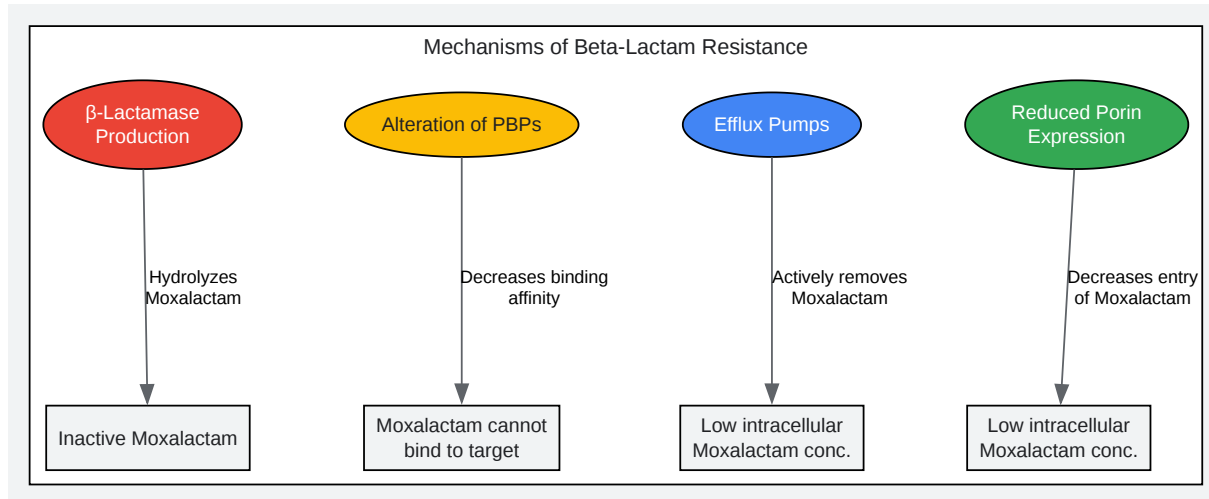 Mechanisms of Beta-Lactam Resistance
β-Lactamase
Production
Alteration of PBPs
Efflux Pumps
Reduced Porin
Expression
Hydrolyzes
Moxalactam
Decreases binding
affinity
Actively removes
Moxalactam
Decreases entry
of Moxalactam
Inactive Moxalactam
Moxalactam cannot
bind to target
Low intracellular
Moxalactam conc.
Low intracellular
Moxalactam conc.